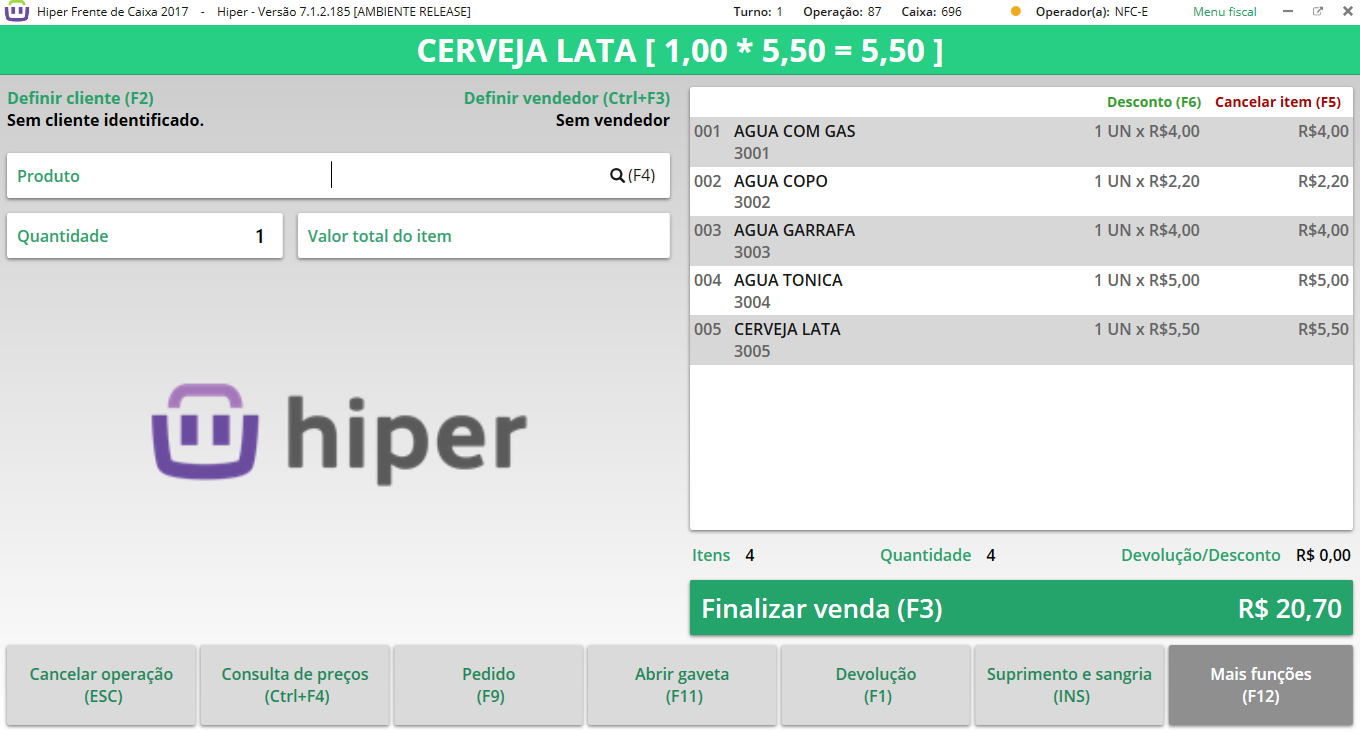 Hiper Frente de Caixa 2017 - Hiper - Versão 7.1.2.185 [AMBIENTE RELEASE] Turno: 1 Operação: 87 Caixa: 696 Operador(a): NFC-E Menu fiscal
CERVEJA LATA [ 1,00 * 5,50 = 5,50 ]
Definir cliente (F2) Definir vendedor (Ctrl+F3)
Sem cliente identificado. Sem vendedor
Produto (F4)
Quantidade 1 Valor total do item
hiper
Desconto (F6) Cancelar item (F5)
001 AGUA COM GAS 1 UN x R$4,00 R$4,00
3001
002 AGUA COPO 1 UN x R$2,20 R$2,20
3002
003 AGUA GARRAFA 1 UN x R$4,00 R$4,00
3003
004 AGUA TONICA 1 UN x R$5,00 R$5,00
3004
005 CERVEJA LATA 1 UN x R$5,50 R$5,50
3005
Itens 4 Quantidade 4 Devolução/Desconto R$ 0,00
Finalizar venda (F3) R$ 20,70
Cancelar operação
(ESC)
Consulta de preços
(Ctrl+F4)
Pedido
(F9)
Abrir gaveta
(F11)
Devolução
(F1)
Suprimento e sangria
(INS)
Mais funções
(F12)